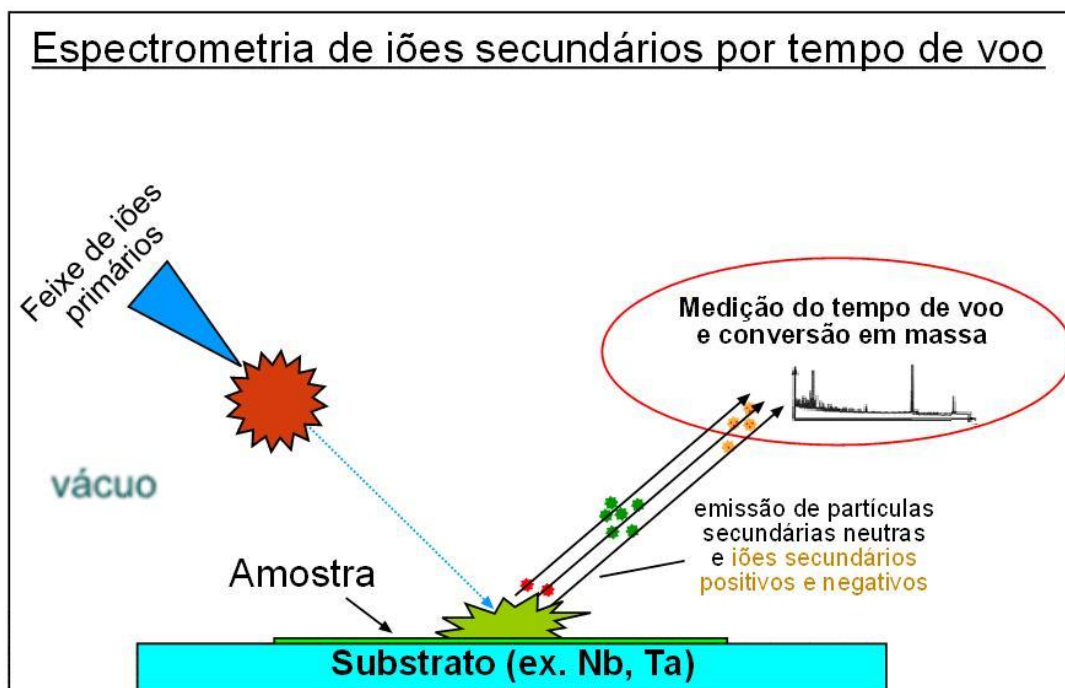 Espectrometria de iões secundários por tempo de voo
Feixe de iões
primários
Medição do tempo de voo
e conversão em massa
vácuo
emissão de partículas
secundárias neutras
e iões secundários
positivos e negativos
Amostra
Substrato (ex. Nb, Ta)